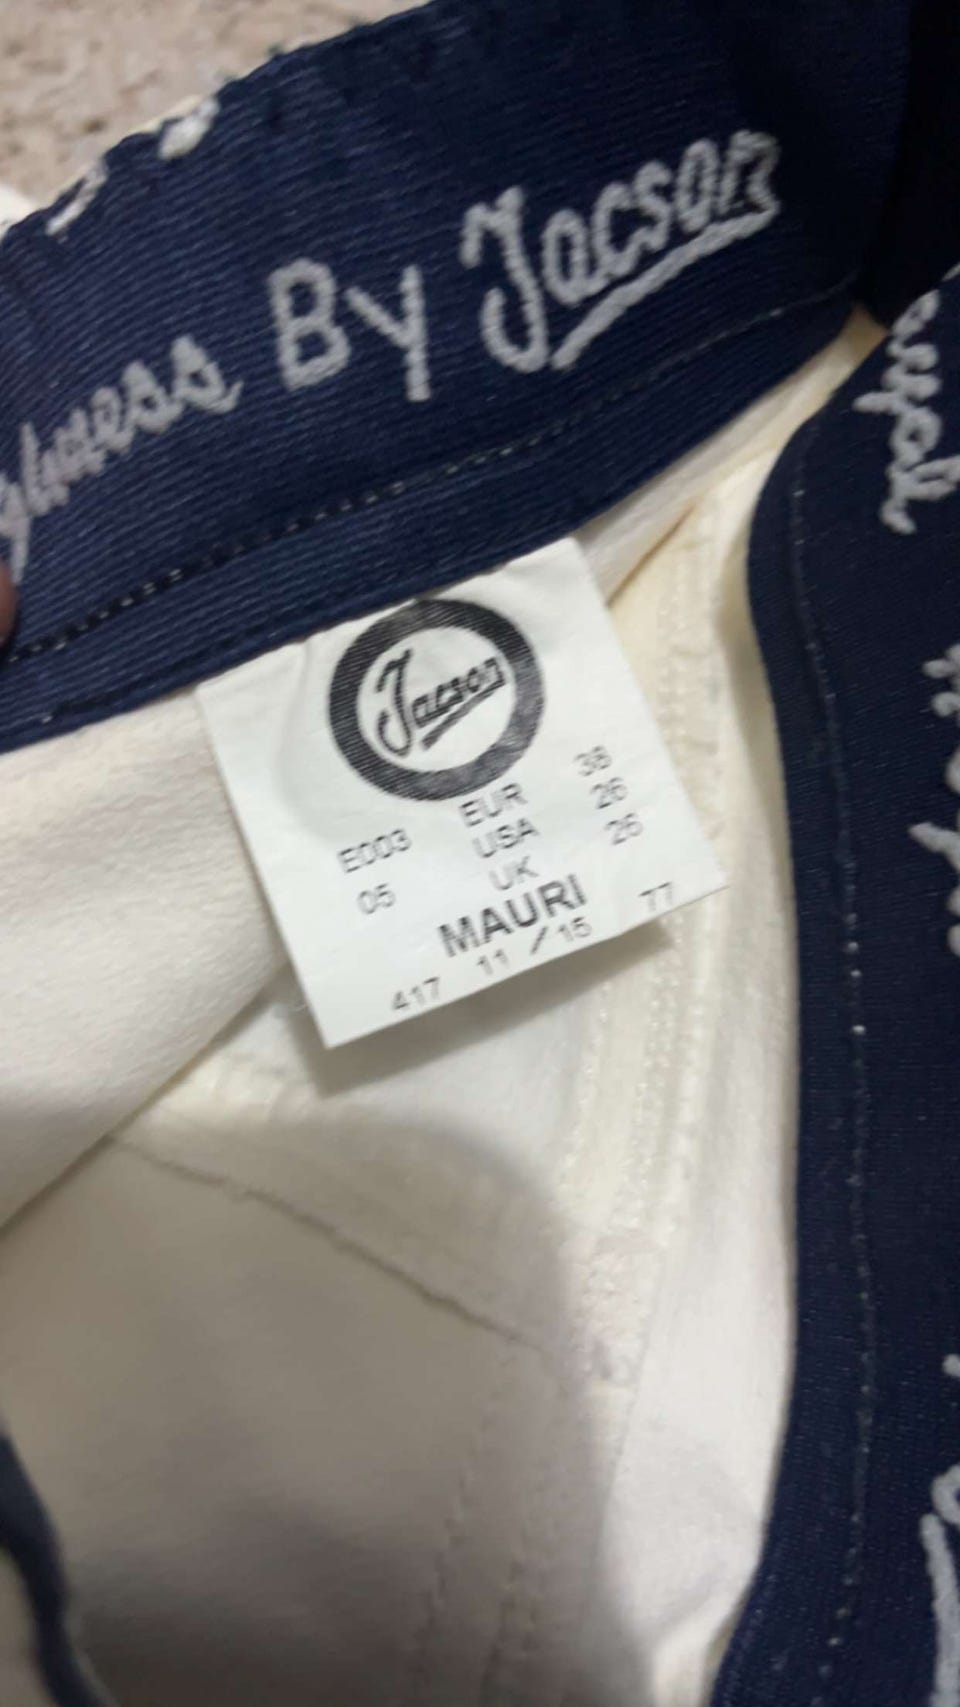 By Jacson
Jacson
EUR 38
E003 USA 26
05 UK 26
MAURI
417 11 / 15 77